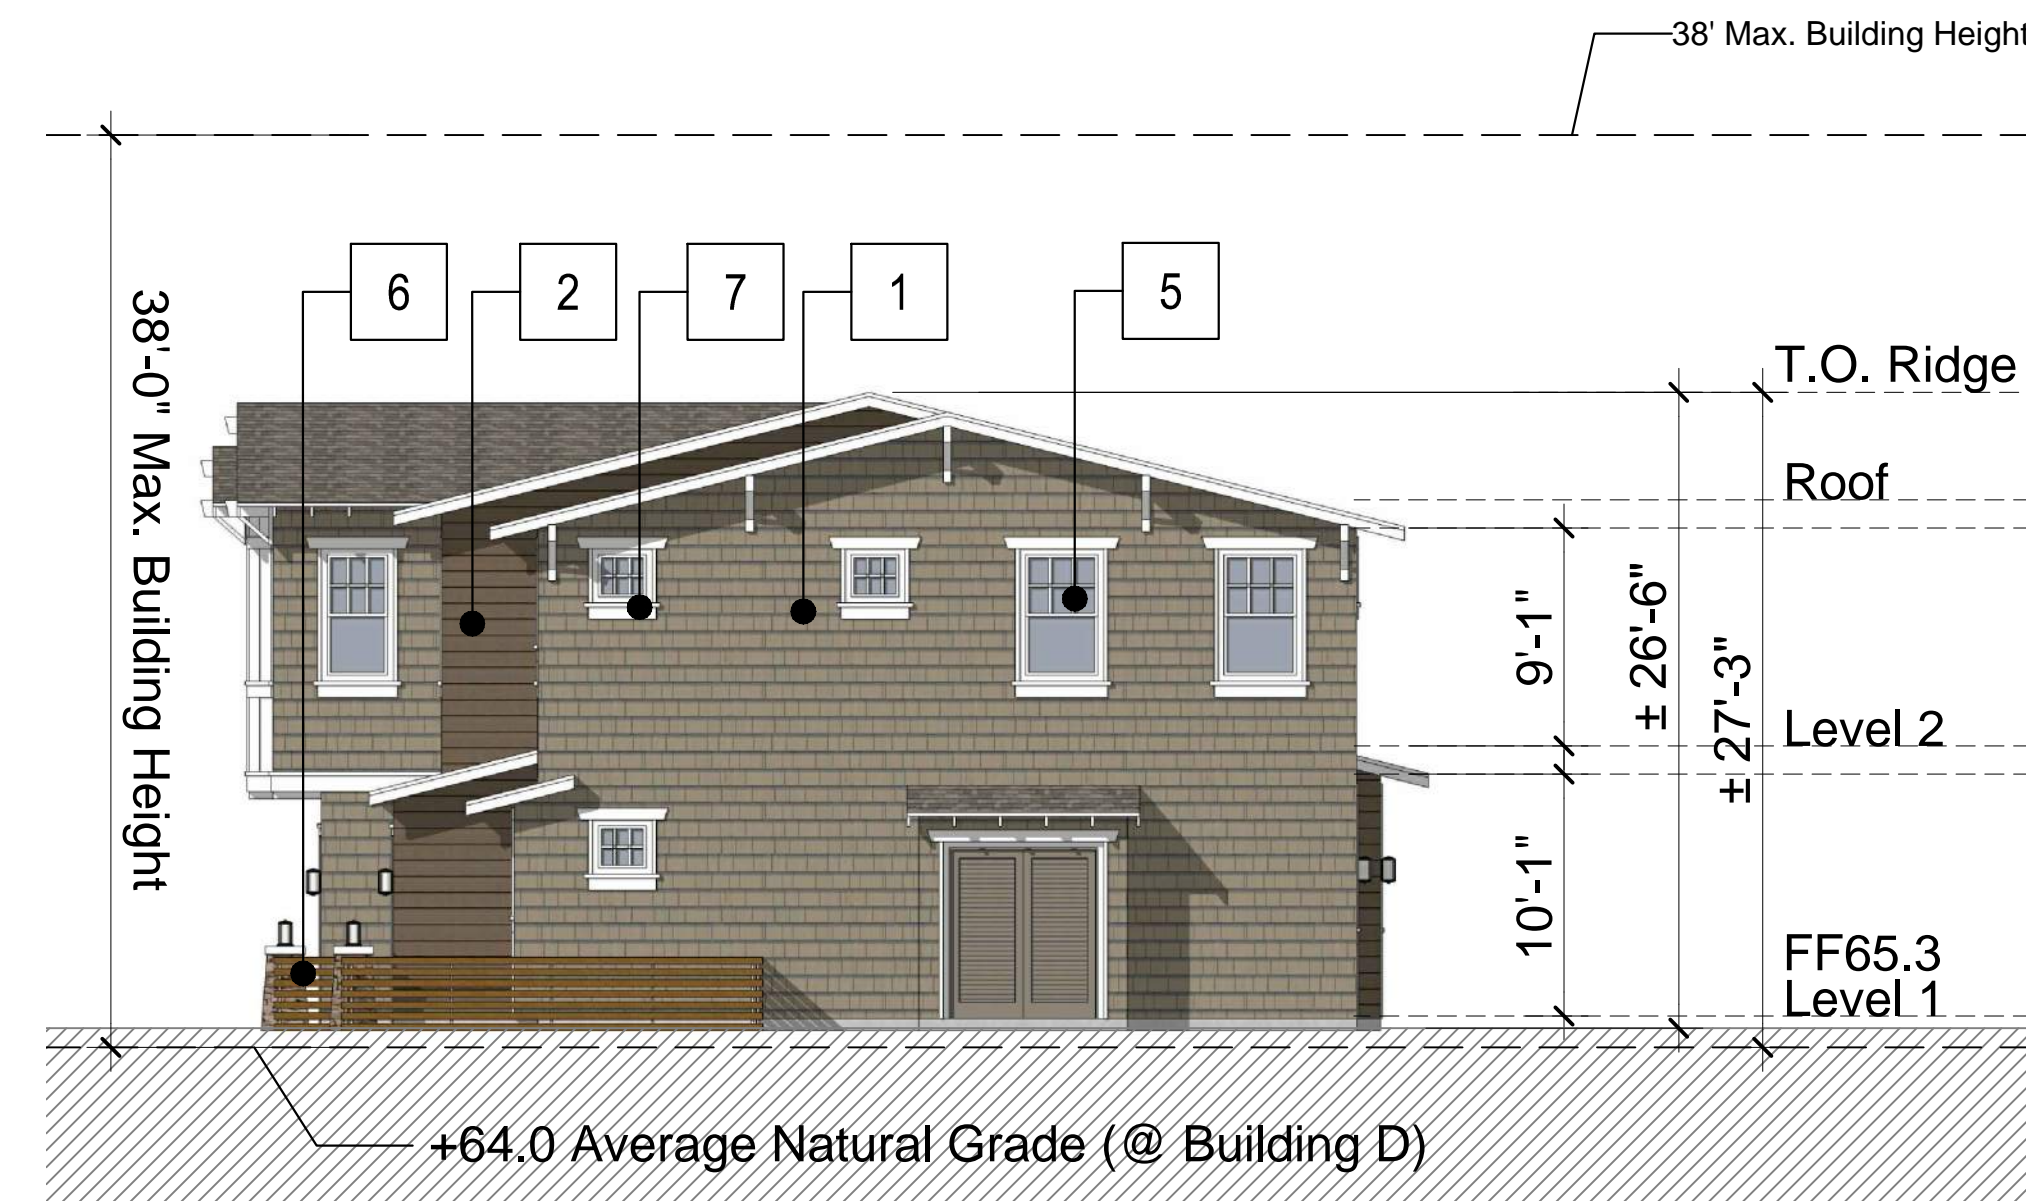 38' Max. Building Height
6
2
7
1
5
38'-0" Max. Building Height
T.O. Ridge
Roof
9'-1"
± 26'-6"
± 27'-3"
Level 2
10'-1"
FF65.3
Level 1
+64.0 Average Natural Grade (@ Building D)